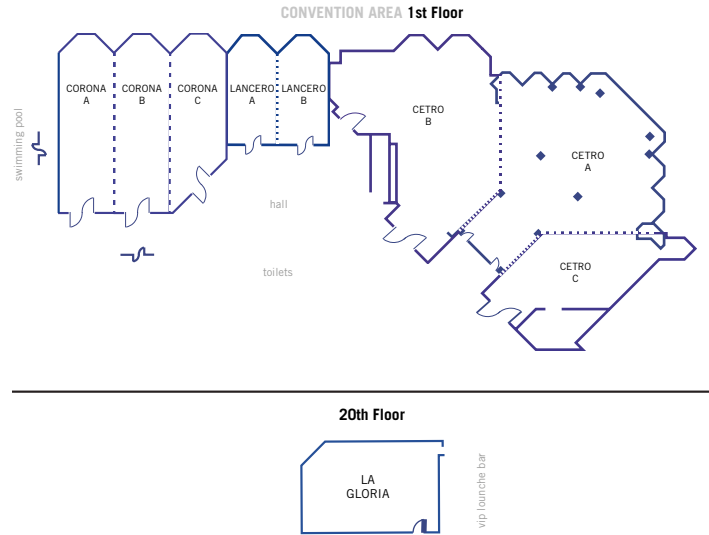 CONVENTION AREA 1st Floor
CORONA
A
CORONA
B
CORONA
C
LANCERO
A
LANCERO
B
CETRO
B
CETRO
A
CETRO
C
swimming pool
hall
toilets
20th Floor
LA
GLORIA
vip lounche bar